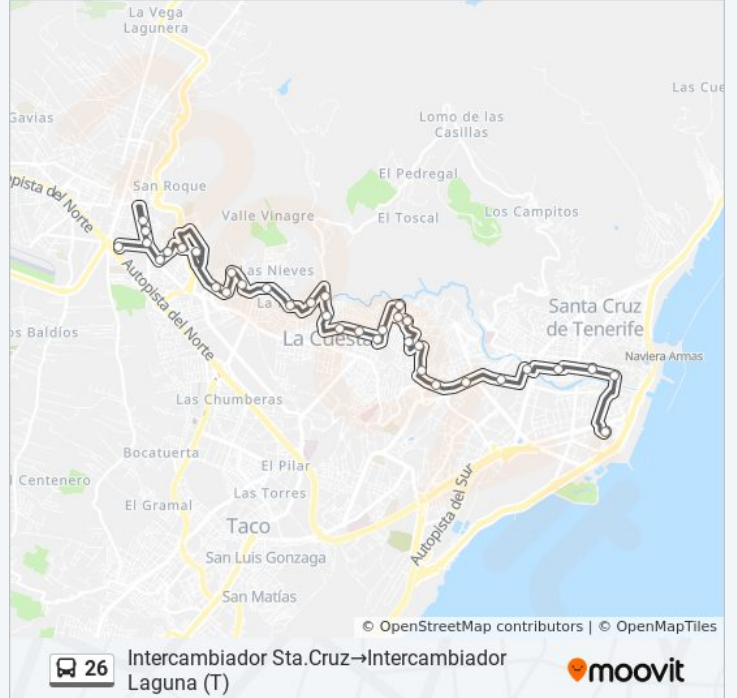 La Vega
Lagunera
Las Cue
Gavias
Lomo de las
Casillas
El Pedregal
San Roque
opista del Norte
Valle Vinagre
El Toscal
Los Campitos
Las Nieves
Autopista del Norte
Santa Cruz
de Tenerife
os Baldíos
La Cuesta
Naviera Armas
Las Chumberas
Bocatuerta
El Pilar
l Centenero
Las Torres
El Gramal
Autopista del Sur
Taco
San Luis Gonzaga
San Matías
© OpenStreetMap contributors | © OpenMapTiles
26
Intercambiador Sta.Cruz→Intercambiador
Laguna (T)
moovit